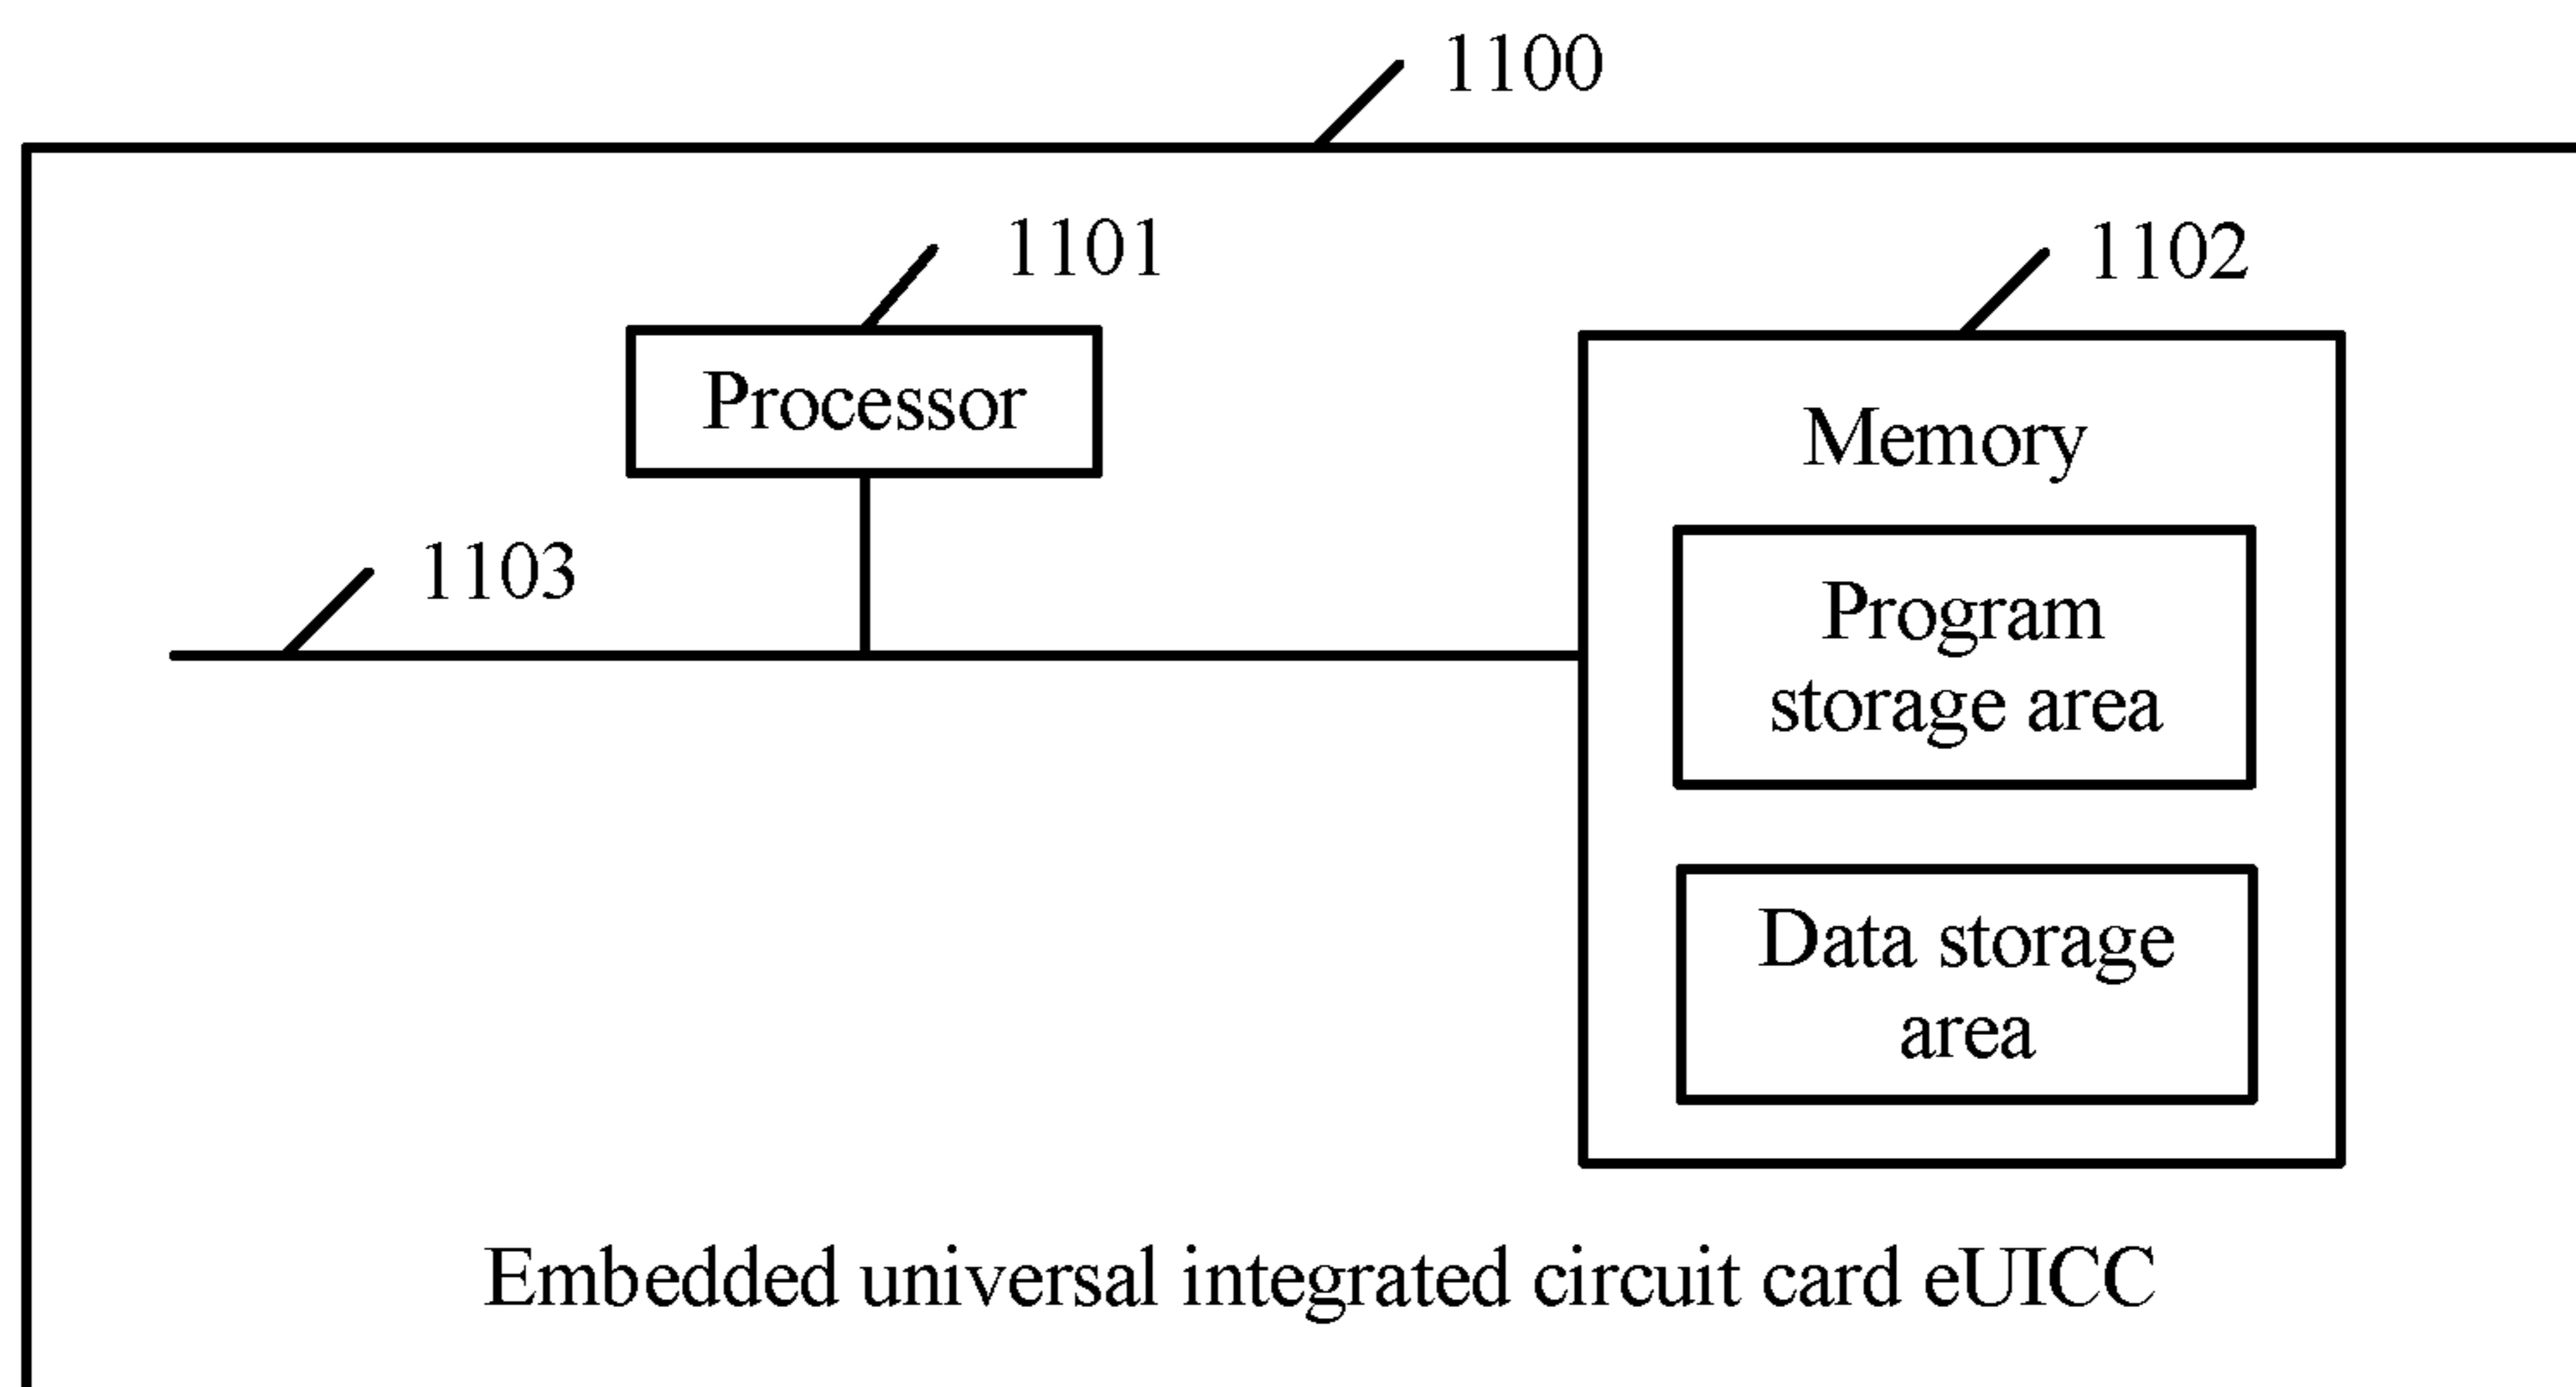 1100
1101
1102
Processor
Memory
1103
Program
storage area
Data storage
area
Embedded universal integrated circuit card eUICC